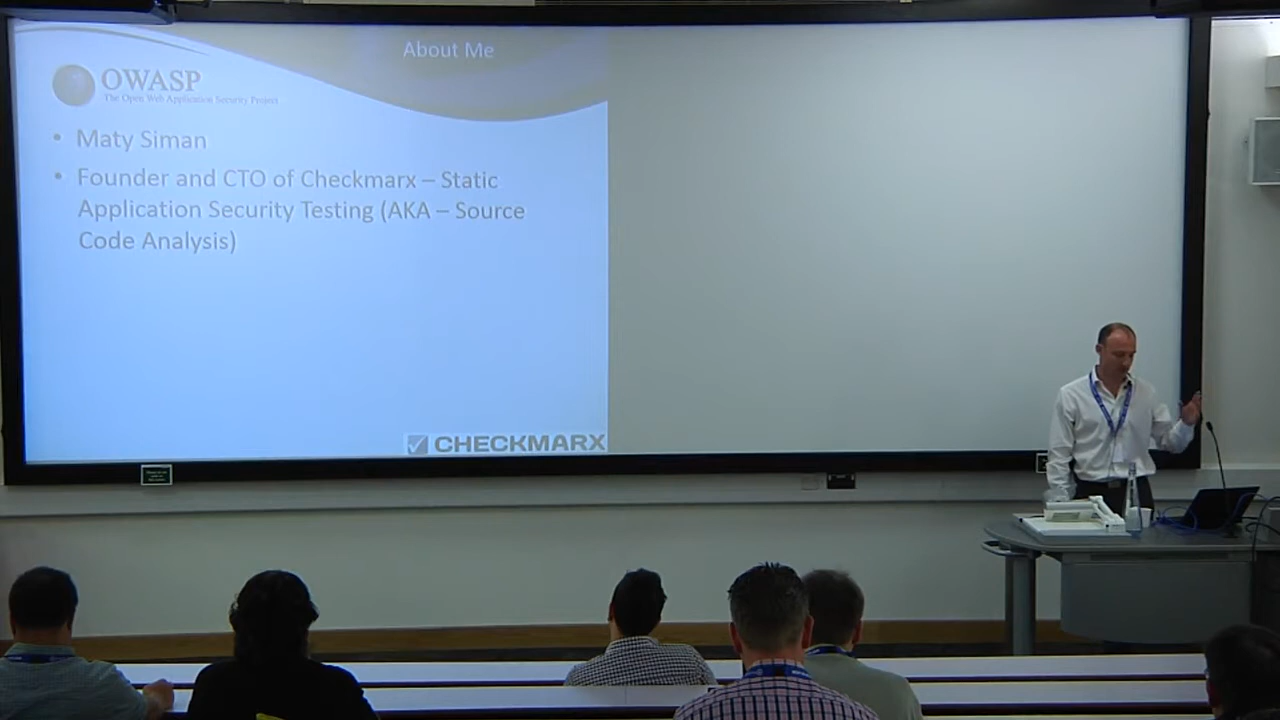 About Me
OWASP
The Open Web Application Security Project
• Maty Siman
• Founder and CTO of Checkmarx – Static
Application Security Testing (AKA – Source
Code Analysis)
CHECKMARX